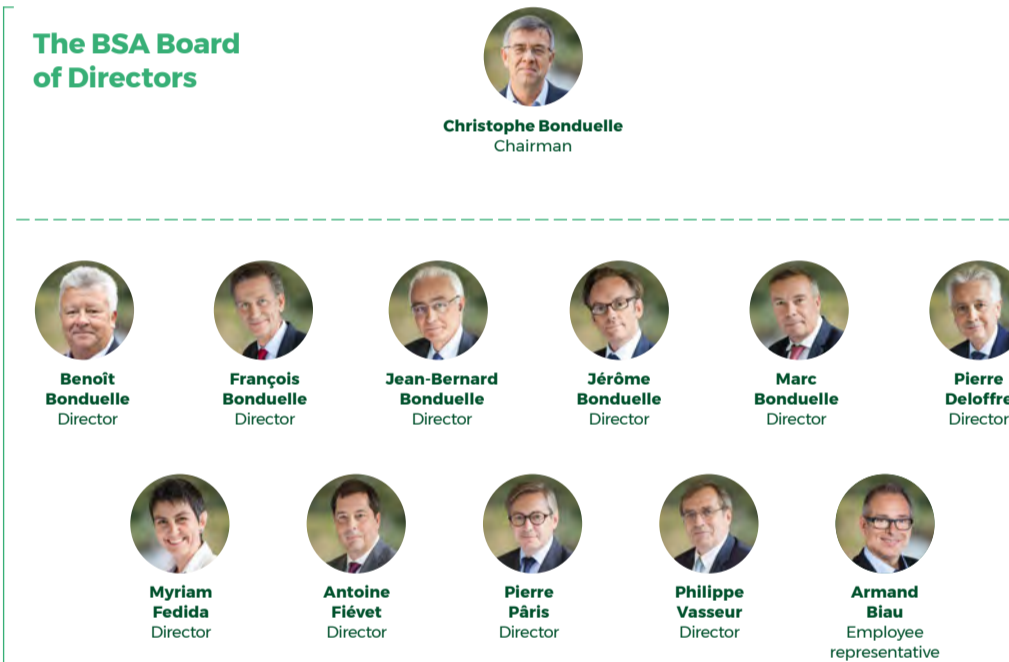 The BSA Board
of Directors
Christophe Bonduelle
Chairman
Benoît
Bonduelle
Director
François
Bonduelle
Director
Jean-Bernard
Bonduelle
Director
Jérôme
Bonduelle
Director
Marc
Bonduelle
Director
Pierre
Deloffre
Director
Myriam
Fedida
Director
Antoine
Fiévet
Director
Pierre
Pâris
Director
Philippe
Vasseur
Director
Armand
Biau
Employee
representative